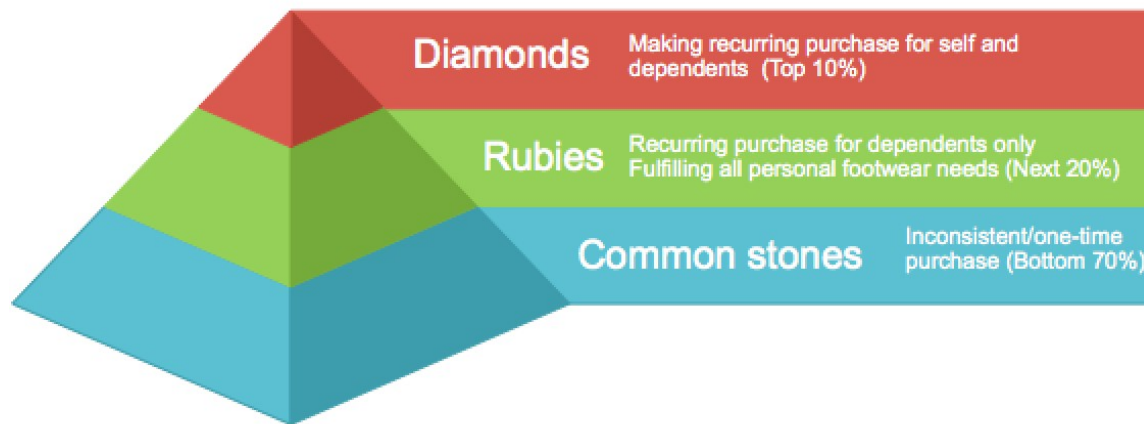 Diamonds
Making recurring purchase for self and
dependents (Top 10%)
Rubies
Recurring purchase for dependents only
Fulfilling all personal footwear needs (Next 20%)
Common stones
Inconsistent/one-time
purchase (Bottom 70%)